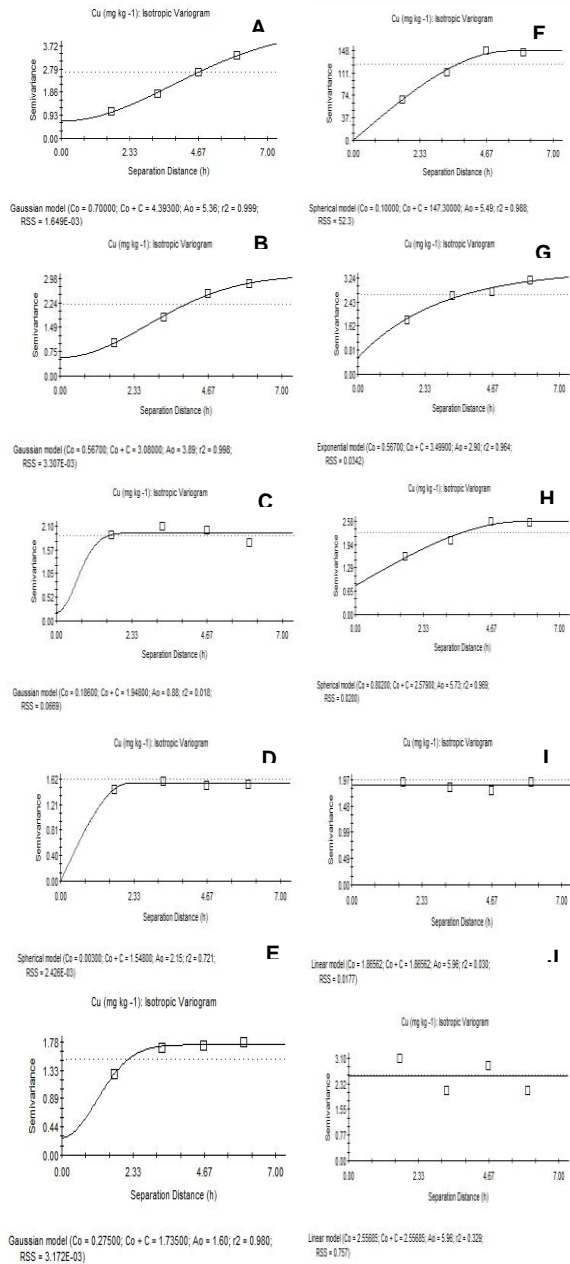 Cu (mg kg -1): Isotropic Variogram
A
3.72
2.79
1.86
0.93
0.00
Semivariance
0.00 2.33 4.67 7.00
Separation Distance (h)
Gaussian model (Co = 0.70000; Co + C = 4.39300; Ao = 5.36; r2 = 0.999;
RSS = 1.649E-03)
Cu (mg kg -1): Isotropic Variogram
B
2.98
2.24
1.49
0.75
0.00
Semivariance
0.00 2.33 4.67 7.00
Separation Distance (h)
Gaussian model (Co = 0.56700; Co + C = 3.08000; Ao = 3.89; r2 = 0.998;
RSS = 3.307E-03)
Cu (mg kg -1): Isotropic Variogram
C
2.10
1.57
1.05
0.52
0.00
Semivariance
0.00 2.33 4.67 7.00
Separation Distance (h)
Gaussian model (Co = 0.18600; Co + C = 1.94800; Ao = 0.88; r2 = 0.018;
RSS = 0.0669)
Cu (mg kg -1): Isotropic Variogram
D
1.62
1.21
0.81
0.40
0.00
Semivariance
0.00 2.33 4.67 7.00
Separation Distance (h)
Spherical model (Co = 0.00300; Co + C = 1.54800; Ao = 2.15; r2 = 0.721;
RSS = 2.426E-03)
E
Cu (mg kg -1): Isotropic Variogram
1.78
1.33
0.89
0.44
0.00
Semivariance
0.00 2.33 4.67 7.00
Separation Distance (h)
Gaussian model (Co = 0.27500; Co + C = 1.73500; Ao = 1.60; r2 = 0.980;
RSS = 3.172E-03)
Cu (mg kg -1): Isotropic Variogram
F
148.
111.
74.
37.
0.
Semivariance
0.00 2.33 4.67 7.00
Separation Distance (h)
Spherical model (Co = 0.10000; Co + C = 147.30000; Ao = 5.49; r2 = 0.988;
RSS = 52.3)
Cu (mg kg -1): Isotropic Variogram
G
3.24
2.43
1.62
0.81
0.00
Semivariance
0.00 2.33 4.67 7.00
Separation Distance (h)
Exponential model (Co = 0.56700; Co + C = 3.49900; Ao = 2.90; r2 = 0.964;
RSS = 0.0342)
Cu (mg kg -1): Isotropic Variogram
H
2.58
1.94
1.29
0.65
0.00
Semivariance
0.00 2.33 4.67 7.00
Separation Distance (h)
Spherical model (Co = 0.80200; Co + C = 2.57900; Ao = 5.73; r2 = 0.969;
RSS = 0.0200)
Cu (mg kg -1): Isotropic Variogram
I
1.97
1.48
0.99
0.49
0.00
Semivariance
0.00 2.33 4.67 7.00
Separation Distance (h)
Linear model (Co = 1.86562; Co + C = 1.86562; Ao = 5.96; r2 = 0.030;
RSS = 0.0177)
J
Cu (mg kg -1): Isotropic Variogram
3.10
2.32
1.55
0.77
0.00
Semivariance
0.00 2.33 4.67 7.00
Separation Distance (h)
Linear model (Co = 2.55685; Co + C = 2.55685; Ao = 5.96; r2 = 0.329;
RSS = 0.757)